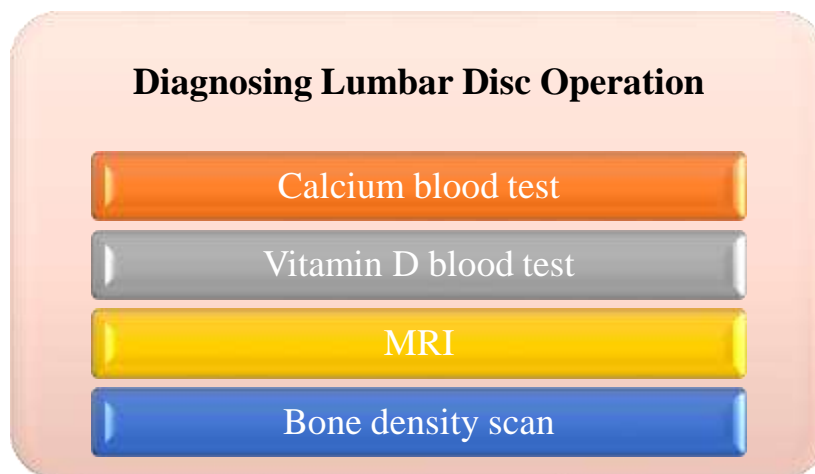 Diagnosing Lumbar Disc Operation
Calcium blood test
Vitamin D blood test
MRI
Bone density scan